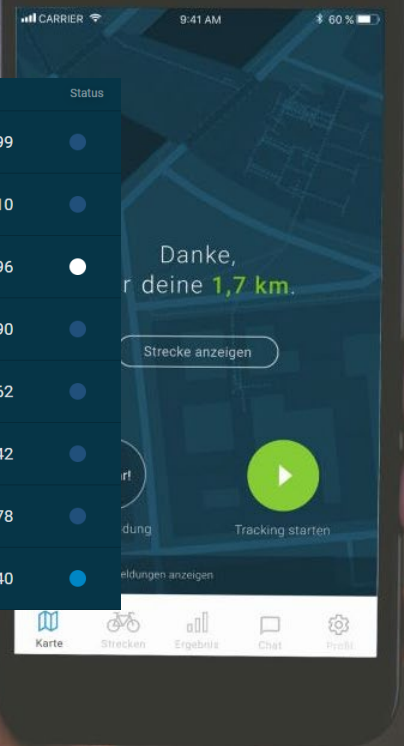 CARRIER 9:41 AM 60 %
Status
99
10
96
90
62
42
78
40
Danke,
r deine 1,7 km.
Strecke anzeigen
r!
dung
Tracking starten
eldungen anzeigen
Karte Strecken Ergebnis Chat Profil